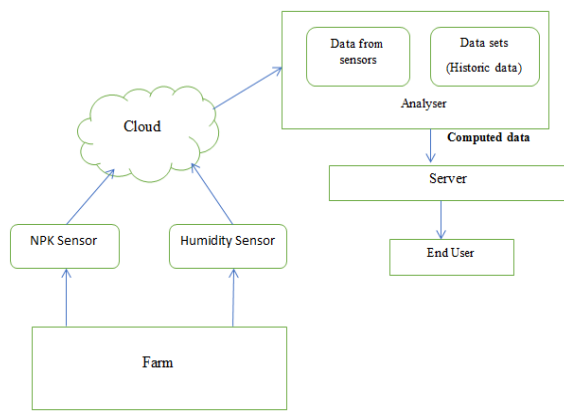 Data from
sensors
Data sets
(Historic data)
Analyser
Cloud
Computed data
Server
NPK Sensor
Humidity Sensor
End User
Farm